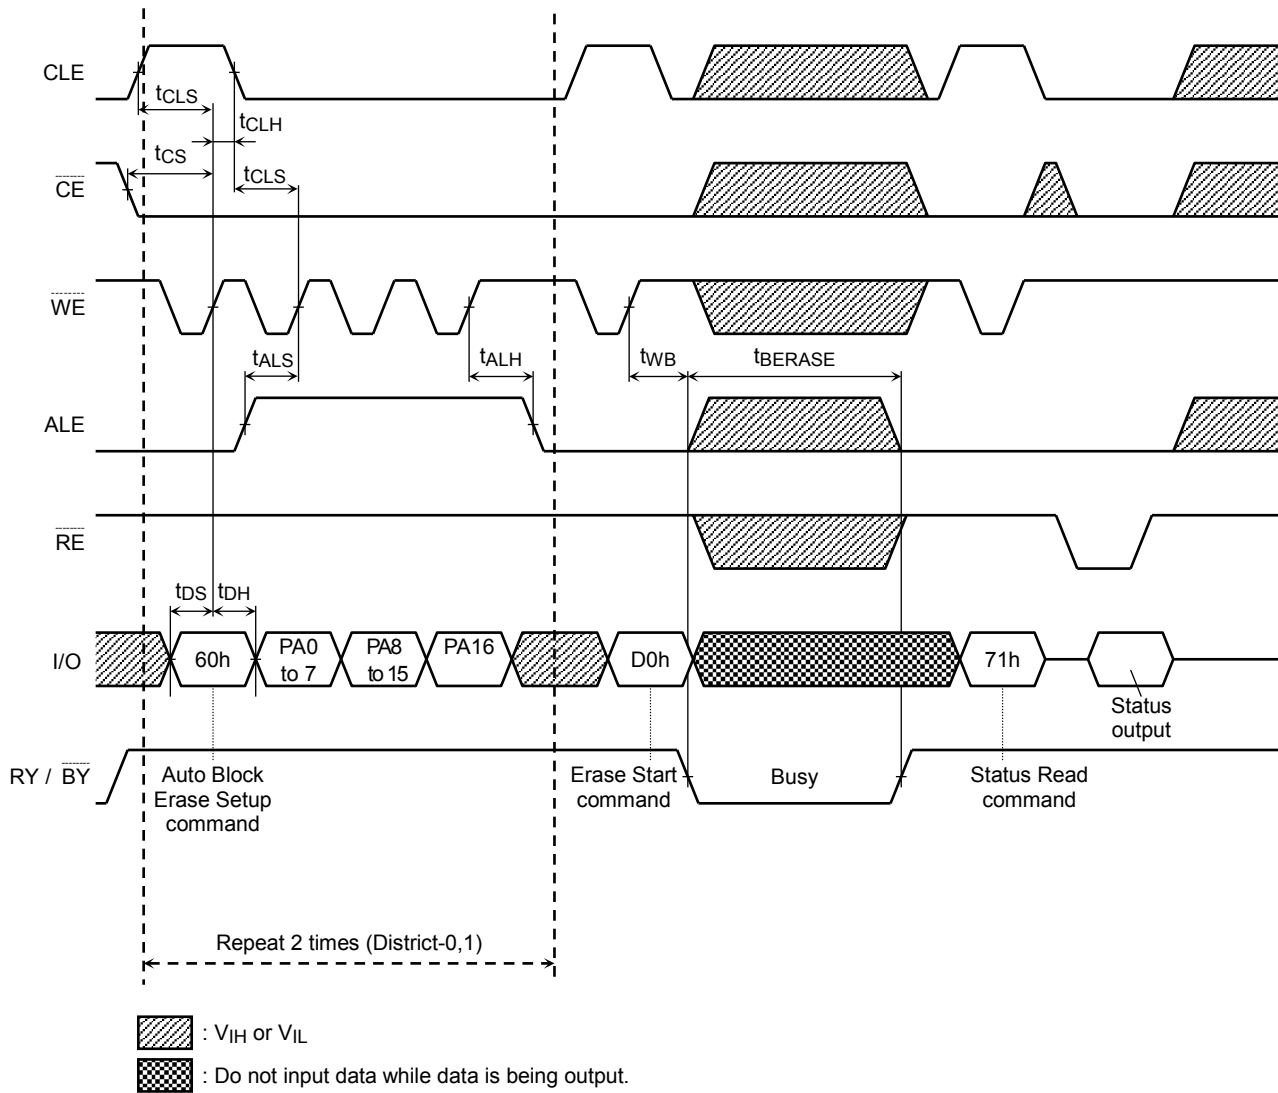 CLE
tCLS
tCLH
tCS
tCLS
CE
WE
tALS
tALH
tWB
tBERASE
ALE
RE
tDS
tDH
I/O
60h
PA0
to 7
PA8
to 15
PA16
D0h
71h
Status
output
RY / BY
Auto Block
Erase Setup
command
Erase Start
command
Busy
Status Read
command
Repeat 2 times (District-0,1)
: VIH or VIL
: Do not input data while data is being output.